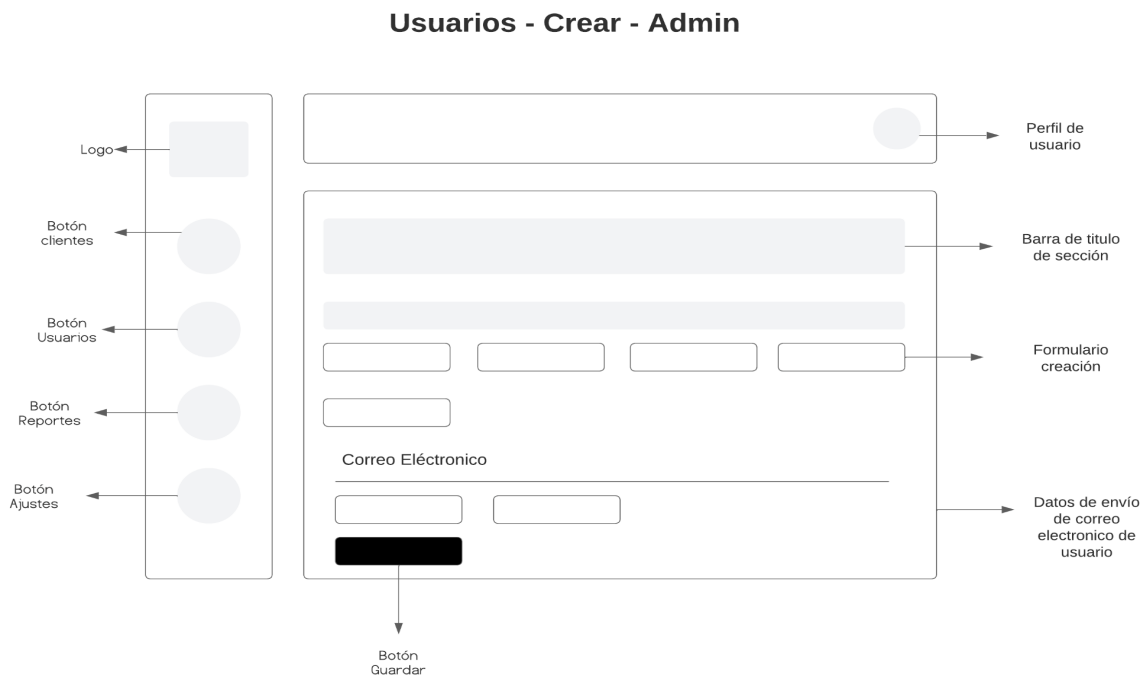 Usuarios - Crear - Admin
Logo
Botón
clientes
Botón
Usuarios
Botón
Reportes
Botón
Ajustes
Perfil de
usuario
Barra de titulo
de sección
Formulario
creación
Correo Eléctronico
Datos de envío
de correo
electronico de
usuario
Botón
Guardar